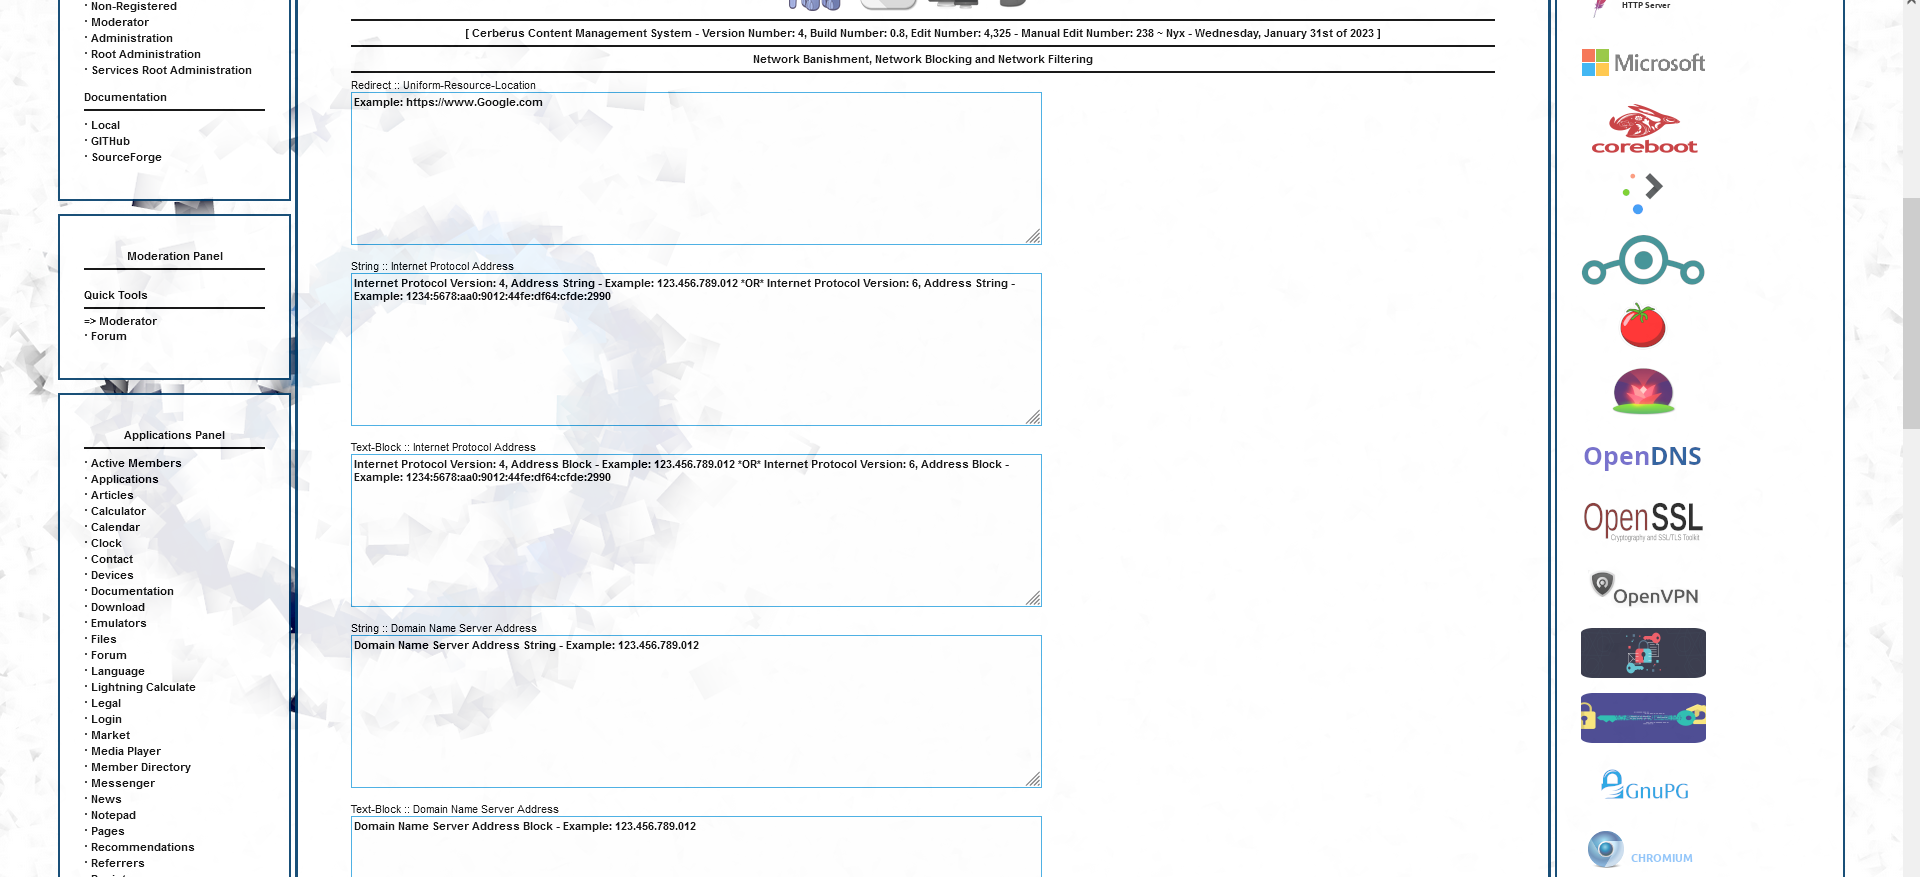 · Non-Registered
· Moderator
· Administration
· Root Administration
· Services Root Administration
Documentation
· Local
· GITHub
· SourceForge
Moderation Panel
Quick Tools
=> Moderator
· Forum
Applications Panel
· Active Members
· Applications
· Articles
· Calculator
· Calendar
· Clock
· Contact
· Devices
· Documentation
· Download
· Emulators
· Files
· Forum
· Language
· Lightning Calculate
· Legal
· Login
· Market
· Media Player
· Member Directory
· Messenger
· News
· Notepad
· Pages
· Recommendations
· Referrers
[ Cerberus Content Management System - Version Number: 4, Build Number: 0.8, Edit Number: 4,325 - Manual Edit Number: 238 ~ Nyx - Wednesday, January 31st of 2023 ]
Network Banishment, Network Blocking and Network Filtering
Redirect :: Uniform-Resource-Location
Example: https://www.Google.com
String :: Internet Protocol Address
Internet Protocol Version: 4, Address String - Example: 123.456.789.012 *OR* Internet Protocol Version: 6, Address String -
Example: 1234:5678:aa0:9012:44fe:df64:cfde:2990
Text-Block :: Internet Protocol Address
Internet Protocol Version: 4, Address Block - Example: 123.456.789.012 *OR* Internet Protocol Version: 6, Address Block -
Example: 1234:5678:aa0:9012:44fe:df64:cfde:2990
String :: Domain Name Server Address
Domain Name Server Address String - Example: 123.456.789.012
Text-Block :: Domain Name Server Address
Domain Name Server Address Block - Example: 123.456.789.012
HTTP Server
Microsoft
coreboot
OpenDNS
OpenSSL
Cryptography and SSL/TLS Toolkit
OpenVPN
GnuPG
CHROMIUM